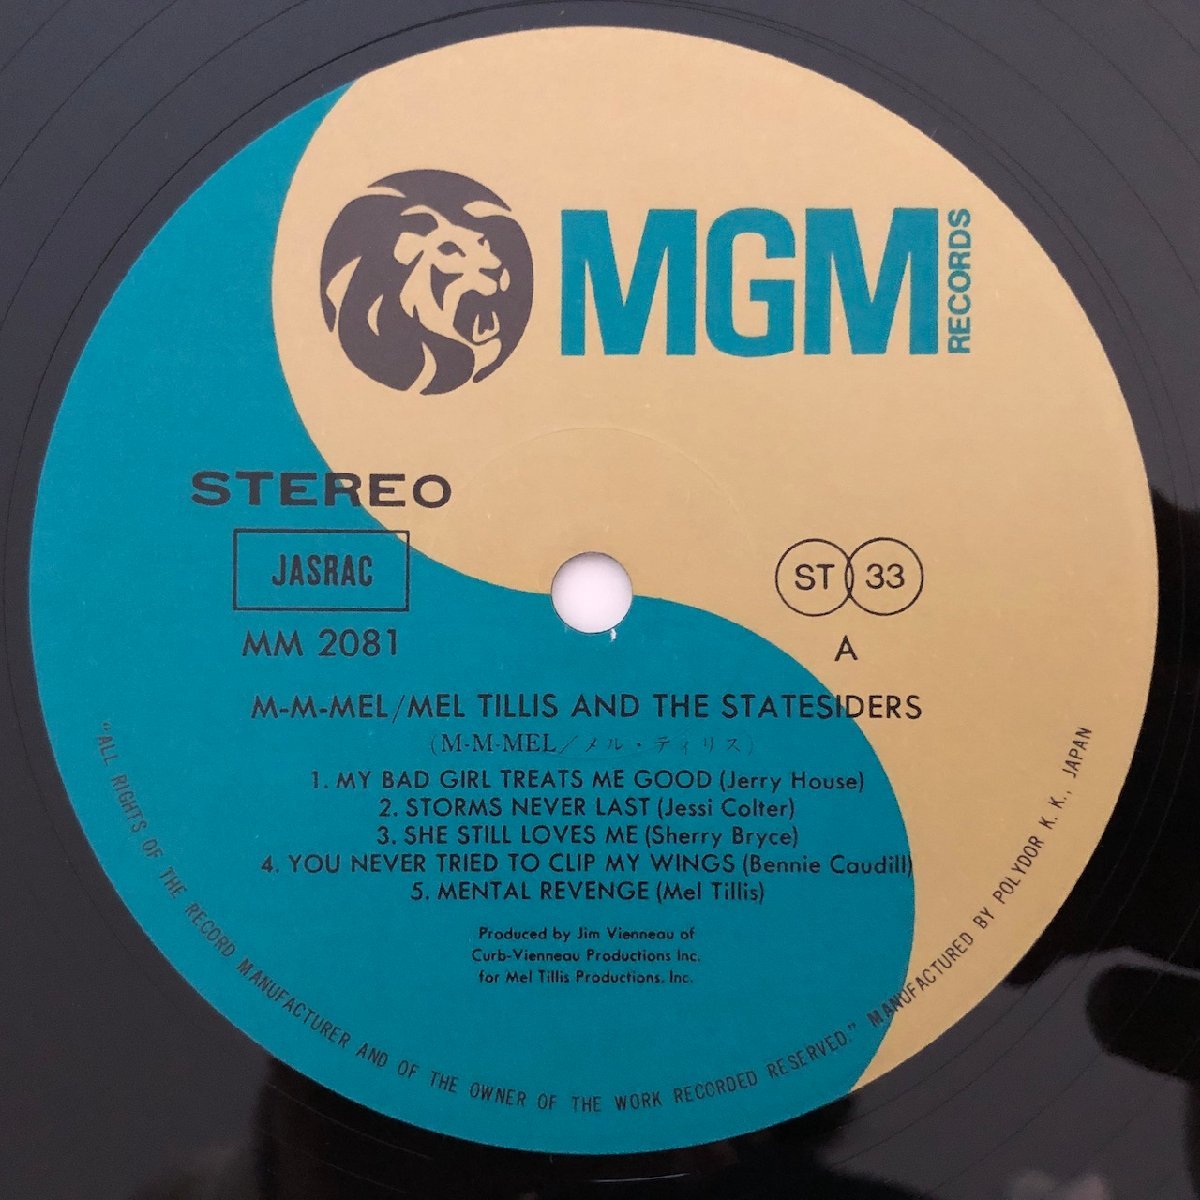 MGM
RECORDS
STEREO
JASRAC
MM 2081
ST 33
A
M-M-MEL/MEL TILLIS AND THE STATESIDERS
(M-M-MEL/メル・ティリス)
1. MY BAD GIRL TREATS ME GOOD (Jerry House)
2. STORMS NEVER LAST (Jessi Colter)
3. SHE STILL LOVES ME (Sherry Bryce)
4. YOU NEVER TRIED TO CLIP MY WINGS (Bennie Caudill)
5. MENTAL REVENGE (Mel Tillis)
Produced by Jim Vienneau of
Curb-Vienneau Productions Inc.
for Mel Tillis Productions. Inc.
"ALL RIGHTS OF THE RECORD MANUFACTURER AND OF THE OWNER OF THE WORK RECORDED RESERVED." MANUFACTURED BY POLYDOR K. K., JAPAN